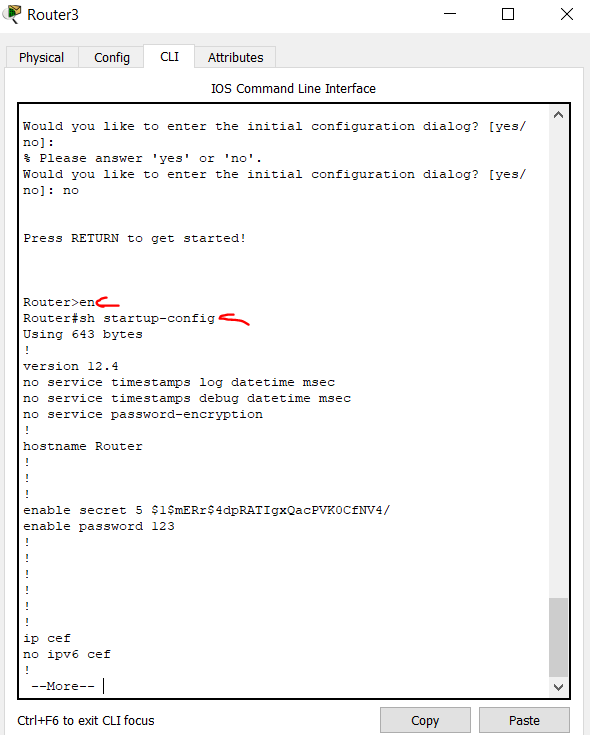 Router3
Physical Config CLI Attributes
IOS Command Line Interface
Would you like to enter the initial configuration dialog? [yes/
no]:
% Please answer 'yes' or 'no'.
Would you like to enter the initial configuration dialog? [yes/
no]: no
Press RETURN to get started!
Router>en
Router#sh startup-config
Using 643 bytes
!
version 12.4
no service timestamps log datetime msec
no service timestamps debug datetime msec
no service password-encryption
!
hostname Router
!
!
!
enable secret 5 $1$mERr$4dpRATIgxQacPVK0CfNV4/
enable password 123
!
!
!
!
!
!
ip cef
no ipv6 cef
!
--More--
Ctrl+F6 to exit CLI focus
Copy Paste